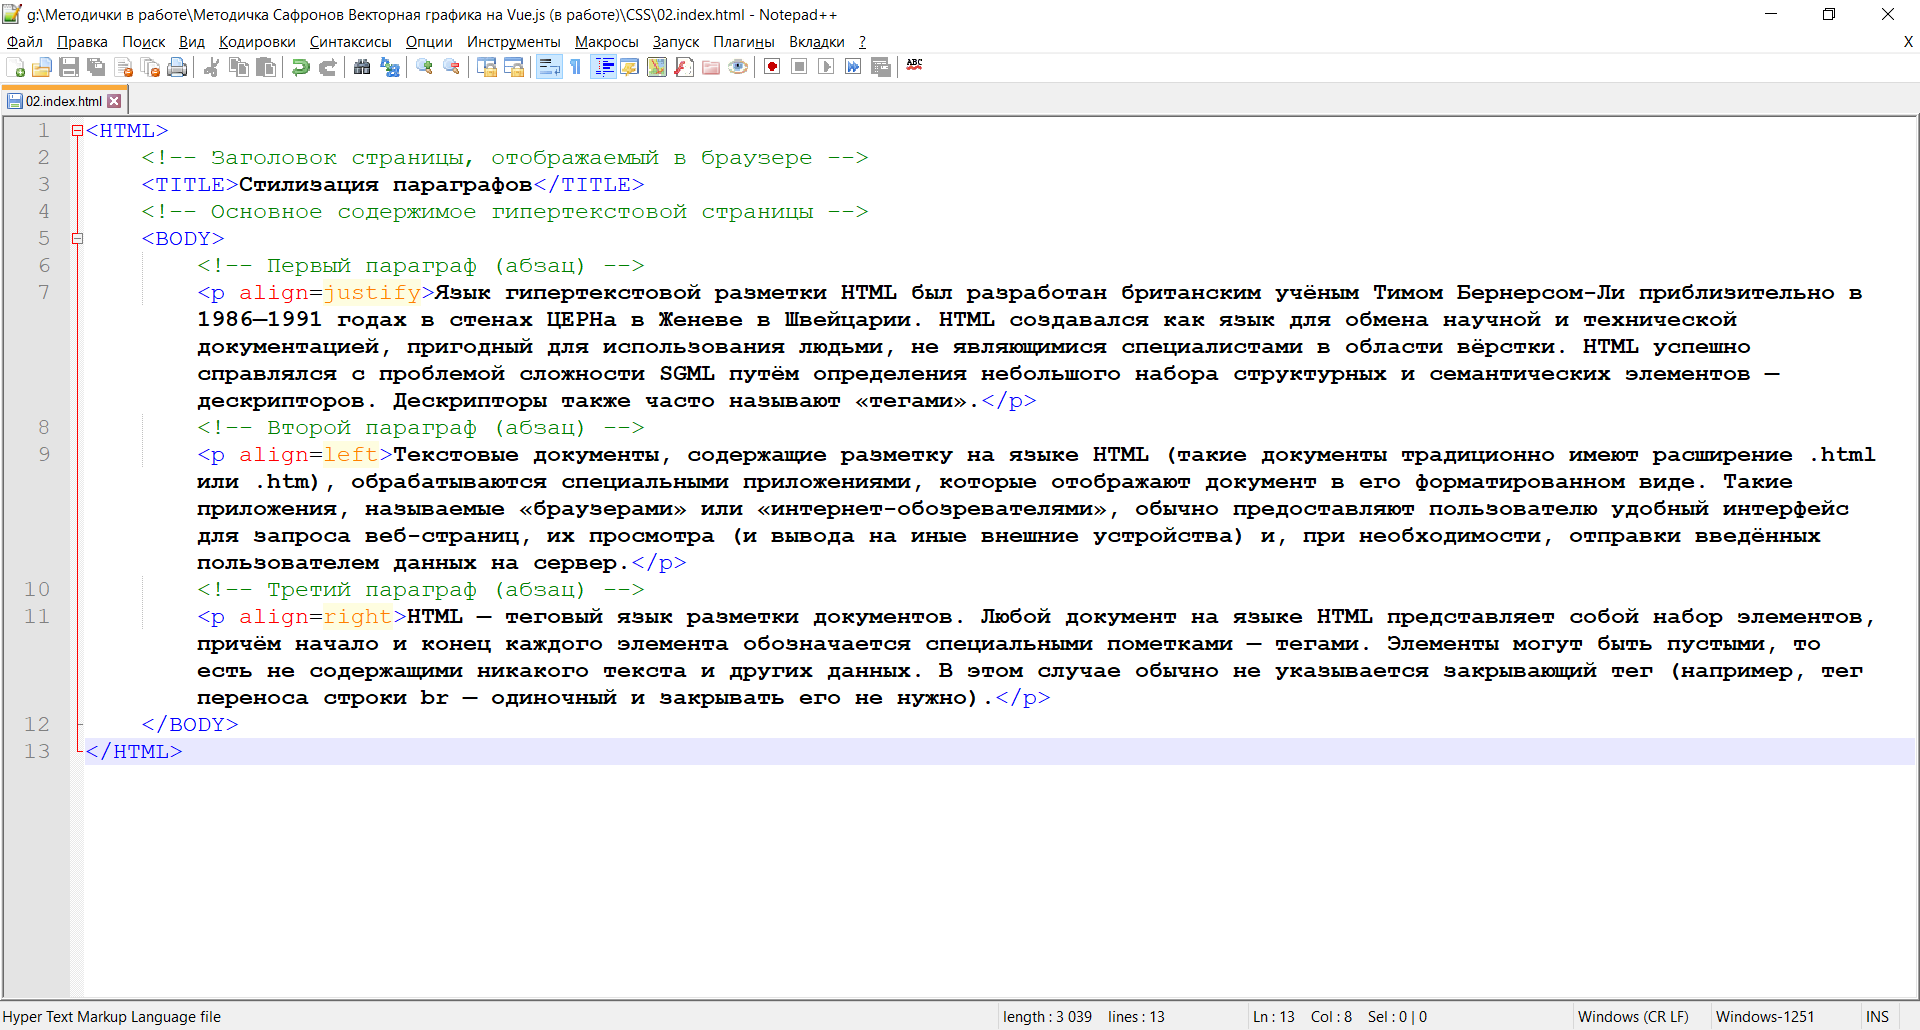 g:\Методички в работе\Методичка Сафронов Векторная графика на Vue.js (в работе)\CSS\02.index.html - Notepad++
Файл Правка Поиск Вид Кодировки Синтаксисы Опции Инструменты Макросы Запуск Плагины Вкладки ? X
ABC
02.index.html
1 <HTML>
2 <!-- Заголовок страницы, отображаемый в браузере -->
3 <TITLE>Стилизация параграфов</TITLE>
4 <!-- Основное содержимое гипертекстовой страницы -->
5 <BODY>
6 <!-- Первый параграф (абзац) -->
7 <p align=justify>Язык гипертекстовой разметки HTML был разработан британским учёным Тимом Бернерсом-Ли приблизительно в
1986—1991 годах в стенах ЦЕРНа в Женеве в Швейцарии. HTML создавался как язык для обмена научной и технической
документацией, пригодный для использования людьми, не являющимися специалистами в области вёрстки. HTML успешно
справлялся с проблемой сложности SGML путём определения небольшого набора структурных и семантических элементов —
дескрипторов. Дескрипторы также часто называют «тегами».</p>
8 <!-- Второй параграф (абзац) -->
9 <p align=left>Текстовые документы, содержащие разметку на языке HTML (такие документы традиционно имеют расширение .html
или .htm), обрабатываются специальными приложениями, которые отображают документ в его форматированном виде. Такие
приложения, называемые «браузерами» или «интернет-обозревателями», обычно предоставляют пользователю удобный интерфейс
для запроса веб-страниц, их просмотра (и вывода на иные внешние устройства) и, при необходимости, отправки введённых
пользователем данных на сервер.</p>
10 <!-- Третий параграф (абзац) -->
11 <p align=right>HTML — теговый язык разметки документов. Любой документ на языке HTML представляет собой набор элементов,
причём начало и конец каждого элемента обозначается специальными пометками — тегами. Элементы могут быть пустыми, то
есть не содержащими никакого текста и других данных. В этом случае обычно не указывается закрывающий тег (например, тег
переноса строки br — одиночный и закрывать его не нужно).</p>
12 </BODY>
13 </HTML>
Hyper Text Markup Language file length : 3 039 lines : 13 Ln : 13 Col : 8 Sel : 0 | 0 Windows (CR LF) Windows-1251 INS